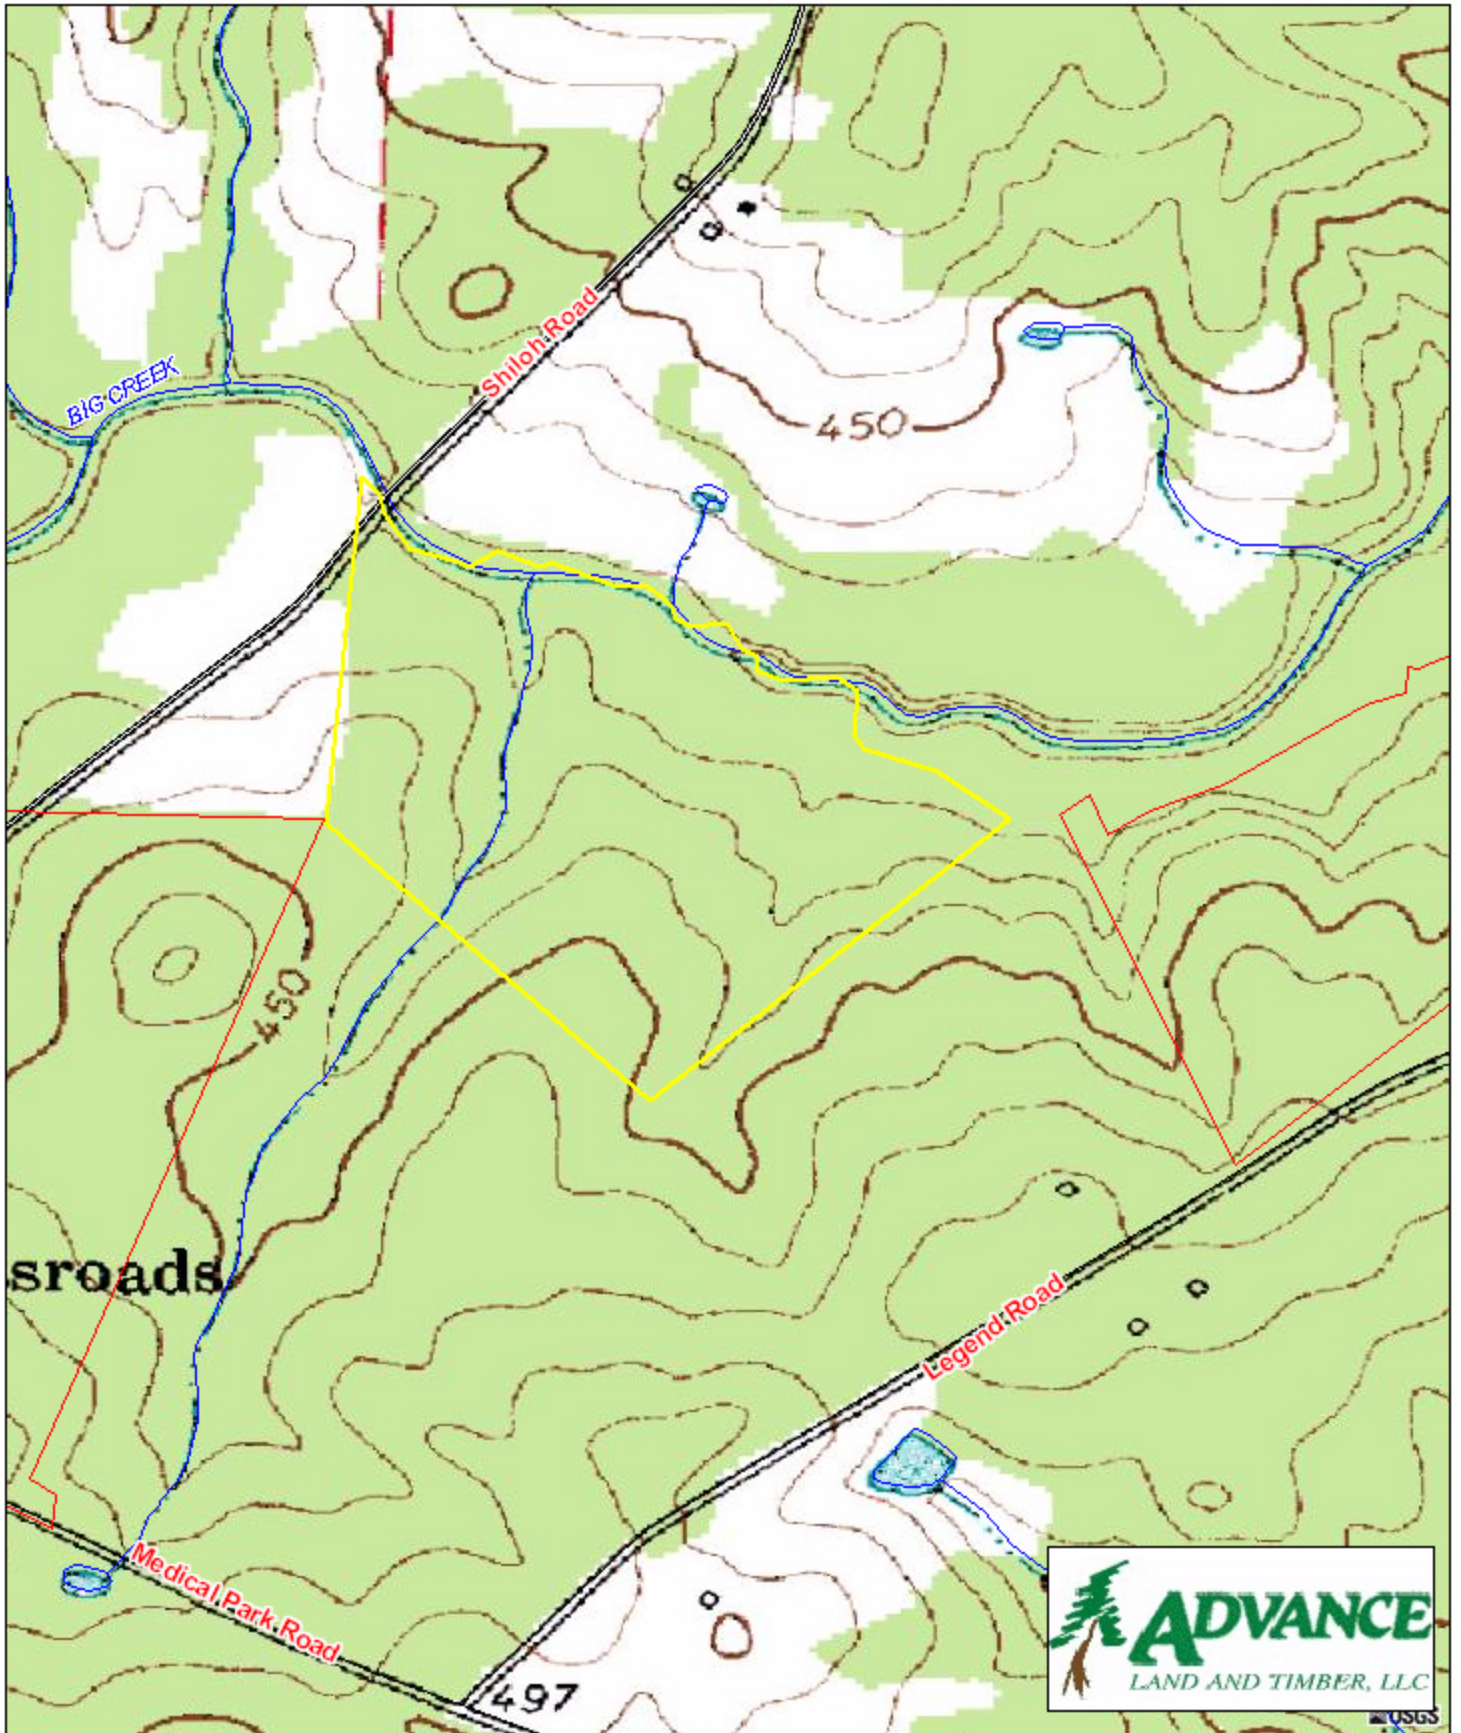 Shiloh Road
BIG CREEK
450
450
sroads
Legend Road
Medical Park Road
497
ADVANCE
LAND AND TIMBER, LLC
USGS